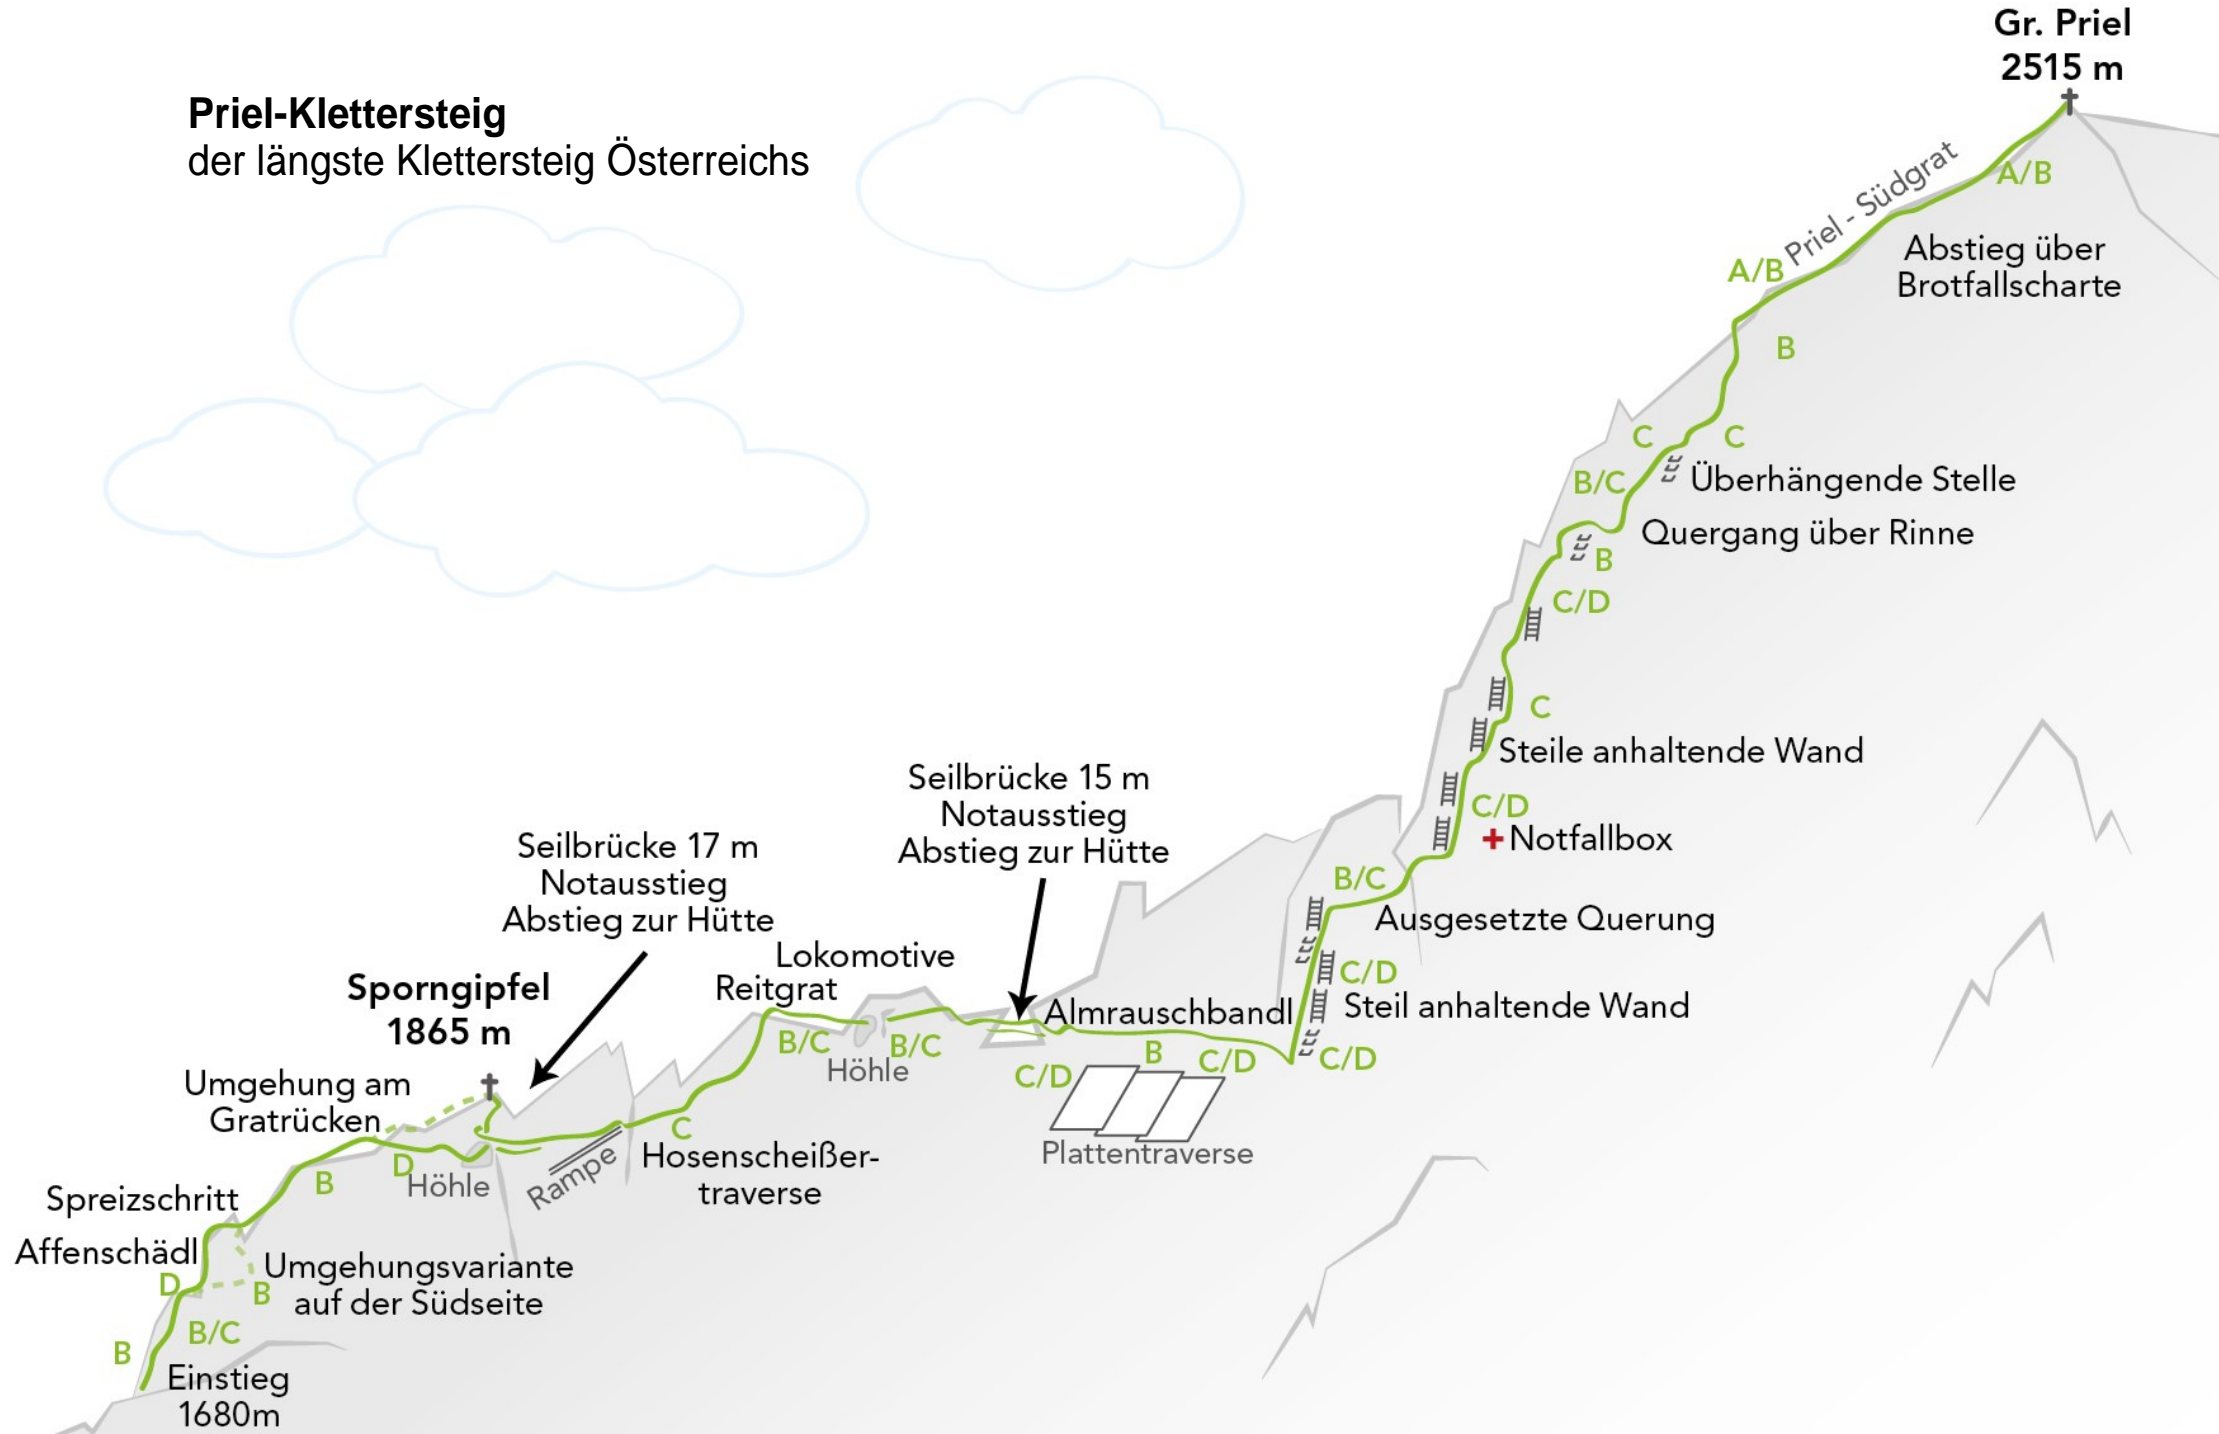 Gr. Priel
2515 m
Priel-Klettersteig
der längste Klettersteig Österreichs
Priel - Südgrat
A/B
A/B
Abstieg über
Brotfallscharte
B
C
C
B/C
Überhängende Stelle
Quergang über Rinne
B
C/D
C
Steile anhaltende Wand
C/D
Notfallbox
B/C
Ausgesetzte Querung
C/D
Steil anhaltende Wand
C/D
Seilbrücke 15 m
Notausstieg
Abstieg zur Hütte
Almrauschbandl
C/D
B
C/D
Plattentraverse
Seilbrücke 17 m
Notausstieg
Abstieg zur Hütte
Lokomotive
Reitgrat
B/C
B/C
Höhle
Sporngipfel
1865 m
Umgehung am
Gratrücken
C
Hosenscheißer-
traverse
Rampe
D
Höhle
B
Spreizschritt
Affenschädl
D
B
Umgehungsvariante
auf der Südseite
B/C
B
Einstieg
1680m